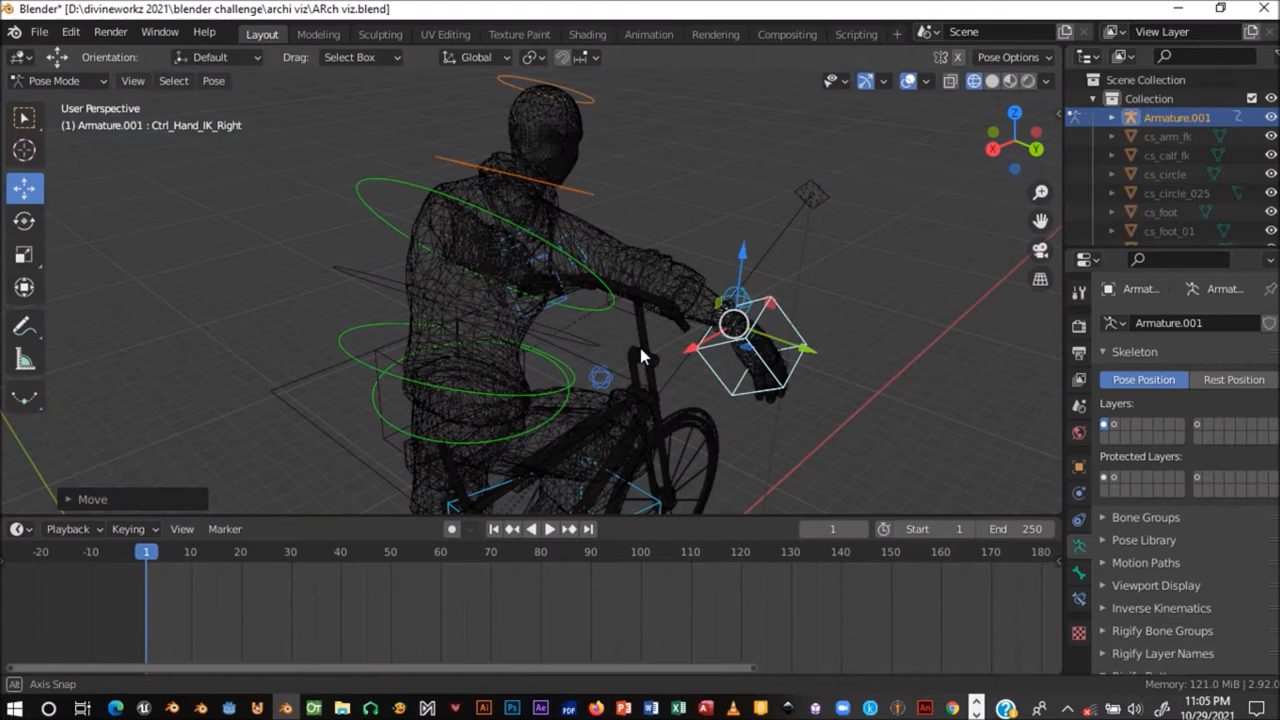 Blender* [D:\divineworkz 2021\blender challenge\archi viz\ARch viz.blend]
File Edit Render Window Help Layout Modeling Sculpting UV Editing Texture Paint Shading Animation Compositing Scripting + Scene View Layer
Orientation: Default Drag: Select Box Global X Pose Options
Pose Mode View Select Pose
User Perspective
(1) Armature.001 : Ctrl_Hand_IK_Right
Z
X Y
Scene Collection
Collection
Armature.001
cs_arm_fk
cs_calf_fk
cs_circle
cs_circle_025
cs_foot
cs_foot_01
Armat... Armat...
Armature.001
Skeleton
Pose Position Rest Position
Layers:
Protected Layers:
Bone Groups
Pose Library
Motion Paths
Viewport Display
Inverse Kinematics
Rigify Bone Groups
Rigify Layer Names
Move
Playback Keying View Marker 1 Start 1 End 250
-20 -10 1 10 20 30 40 50 60 70 80 90 100 110 120 130 140 150 160 170 180
Alt Axis Snap Memory: 121.0 MiB | 2.92.0
11:05 PM
10/29/2021